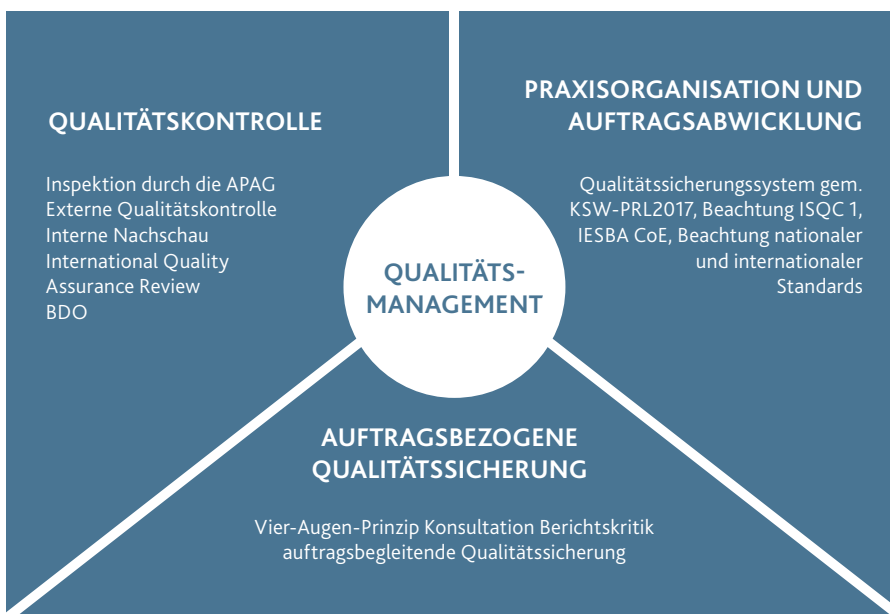 QUALITÄTSKONTROLLE
Inspektion durch die APAG
Externe Qualitätskontrolle
Interne Nachschau
International Quality
Assurance Review
BDO
PRAXISORGANISATION UND
AUFTRAGSABWICKLUNG
Qualitätssicherungssystem gem.
KSW-PRL2017, Beachtung ISQC 1,
IESBA CoE, Beachtung nationaler
und internationaler
Standards
QUALITÄTS-
MANAGEMENT
AUFTRAGSBEZOGENE
QUALITÄTSSICHERUNG
Vier-Augen-Prinzip Konsultation Berichtskritik
auftragsbegleitende Qualitätssicherung